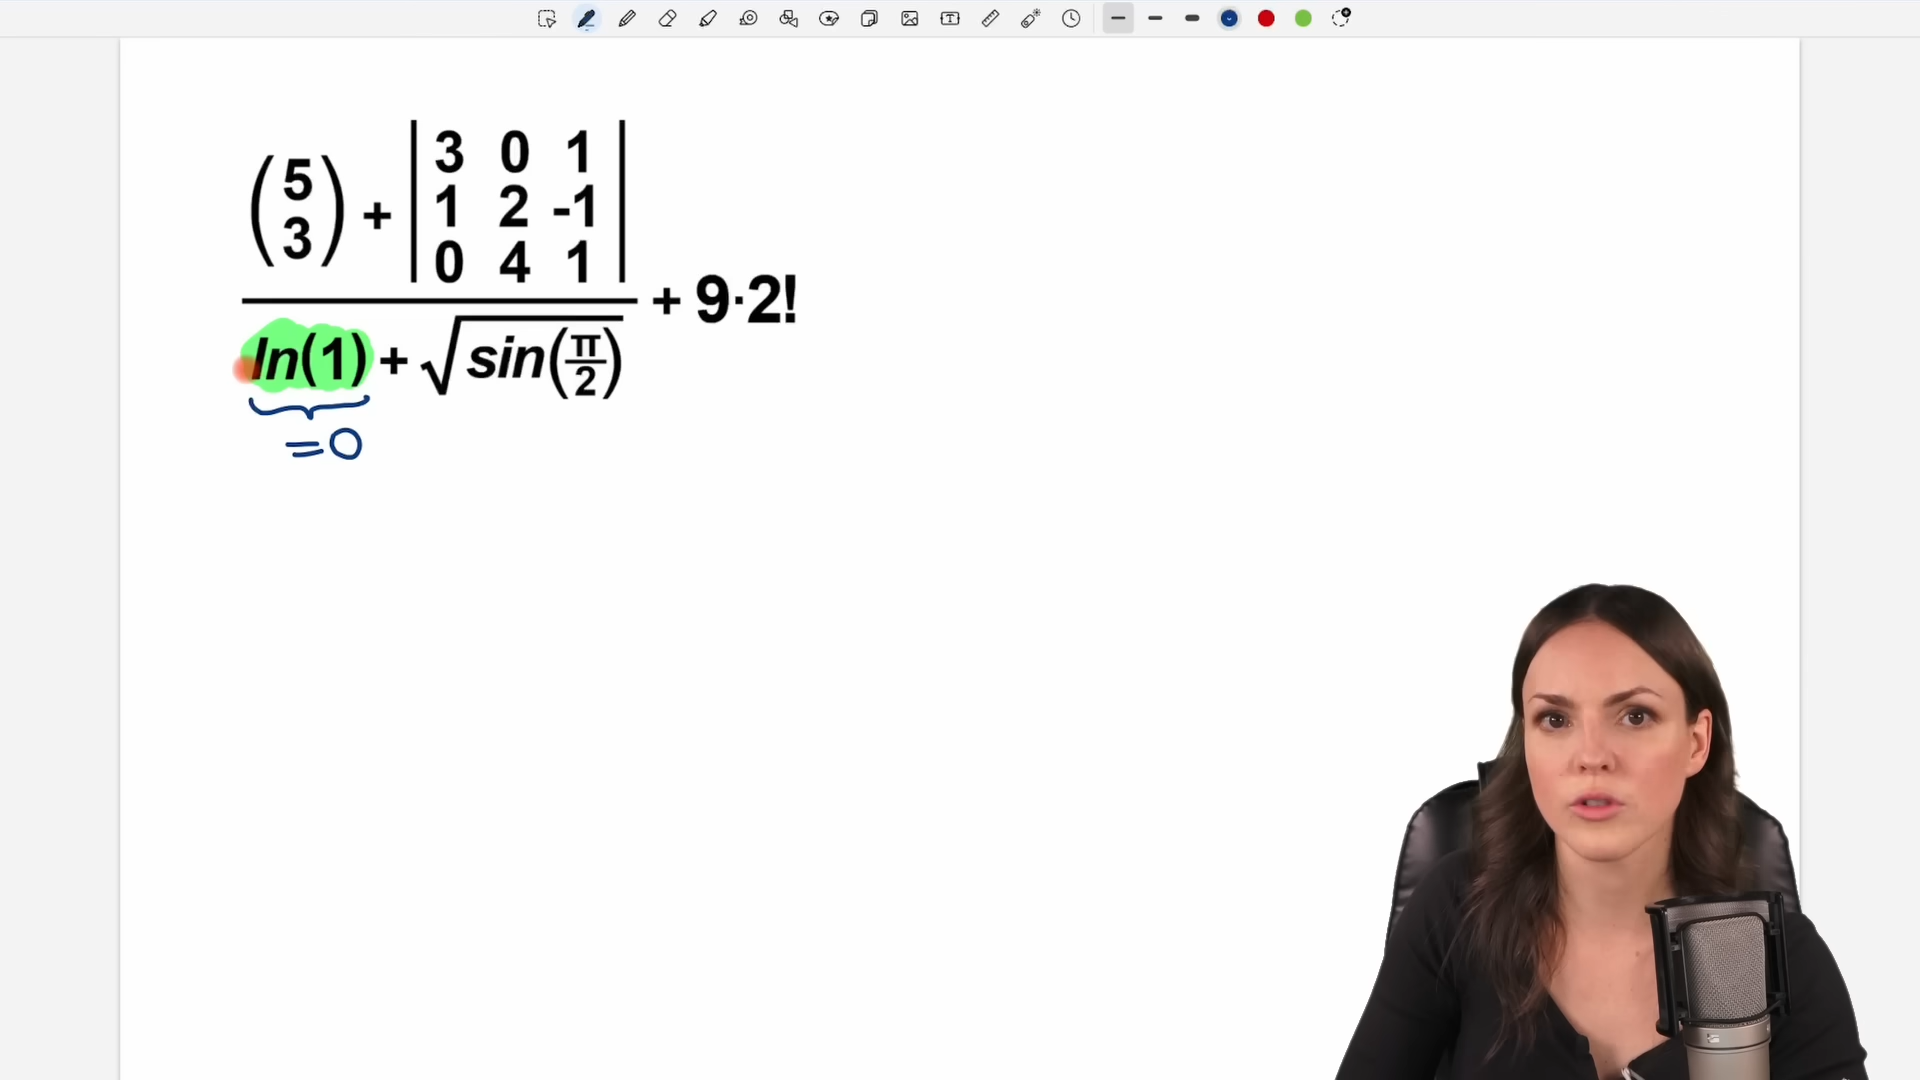 (5 3) + |3 0 1|
|1 2 -1|
|0 4 1|
+ 9·2!
ln(1) + √sin(π/2)
=0